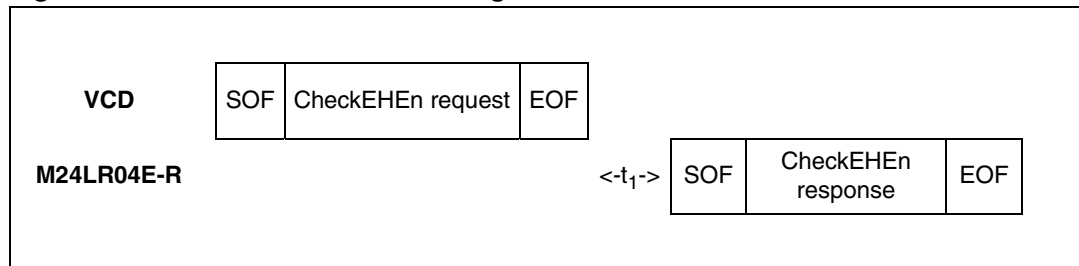 VCD SOF CheckEHEn request EOF
M24LR04E-R <-t1-> SOF CheckEHEn response EOF